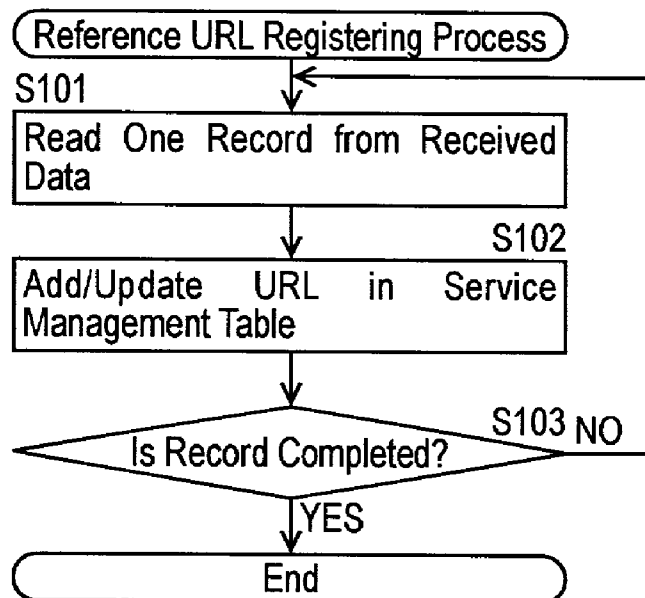 Reference URL Registering Process
S101
Read One Record from Received
Data
S102
Add/Update URL in Service
Management Table
S103 NO
Is Record Completed?
YES
End